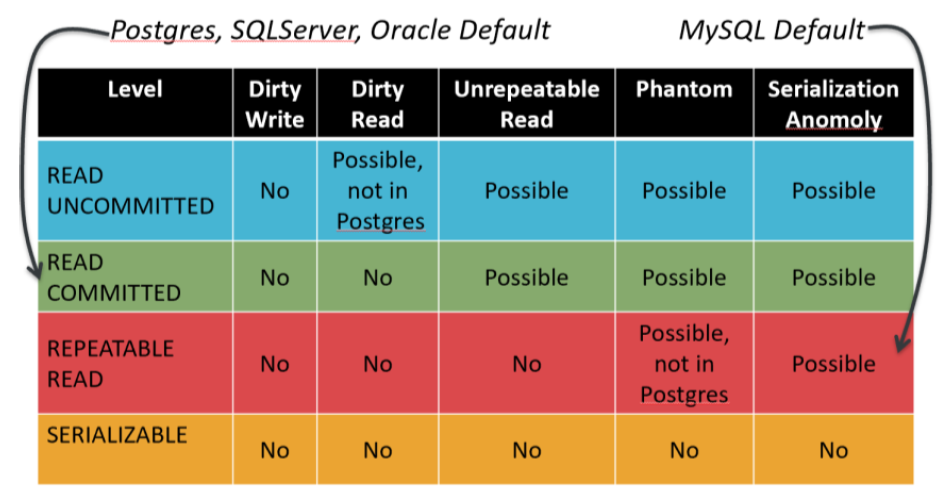 Postgres, SQLServer, Oracle Default
MySQL Default
Level
Dirty
Write
Dirty
Read
Unrepeatable
Read
Phantom
Serialization
Anomoly
READ
UNCOMMITTED
No
Possible,
not in
Postgres
Possible
Possible
Possible
READ
COMMITTED
No
No
Possible
Possible
Possible
REPEATABLE
READ
No
No
No
Possible,
not in
Postgres
Possible
SERIALIZABLE
No
No
No
No
No